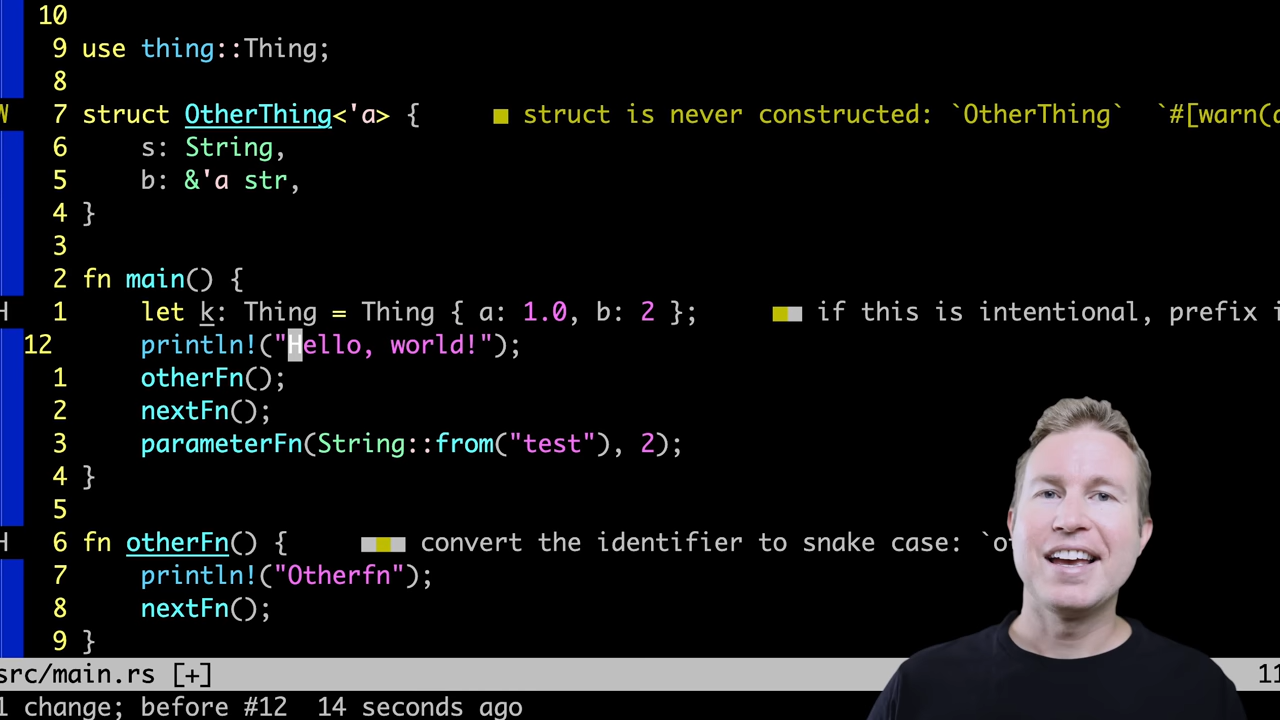 10
9 use thing::Thing;
8
W 7 struct OtherThing<'a> { ■ struct is never constructed: `OtherThing` `#[warn(
6 s: String,
5 b: &'a str,
4 }
3
2 fn main() {
H 1 let k: Thing = Thing { a: 1.0, b: 2 }; ■■ if this is intentional, prefix
12 println!("Hello, world!");
1 otherFn();
2 nextFn();
3 parameterFn(String::from("test"), 2);
4 }
5
H 6 fn otherFn() { ■■■ convert the identifier to snake case: `o
7 println!("Otherfn");
8 nextFn();
9 }
src/main.rs [+] 11
1 change; before #12 14 seconds ago